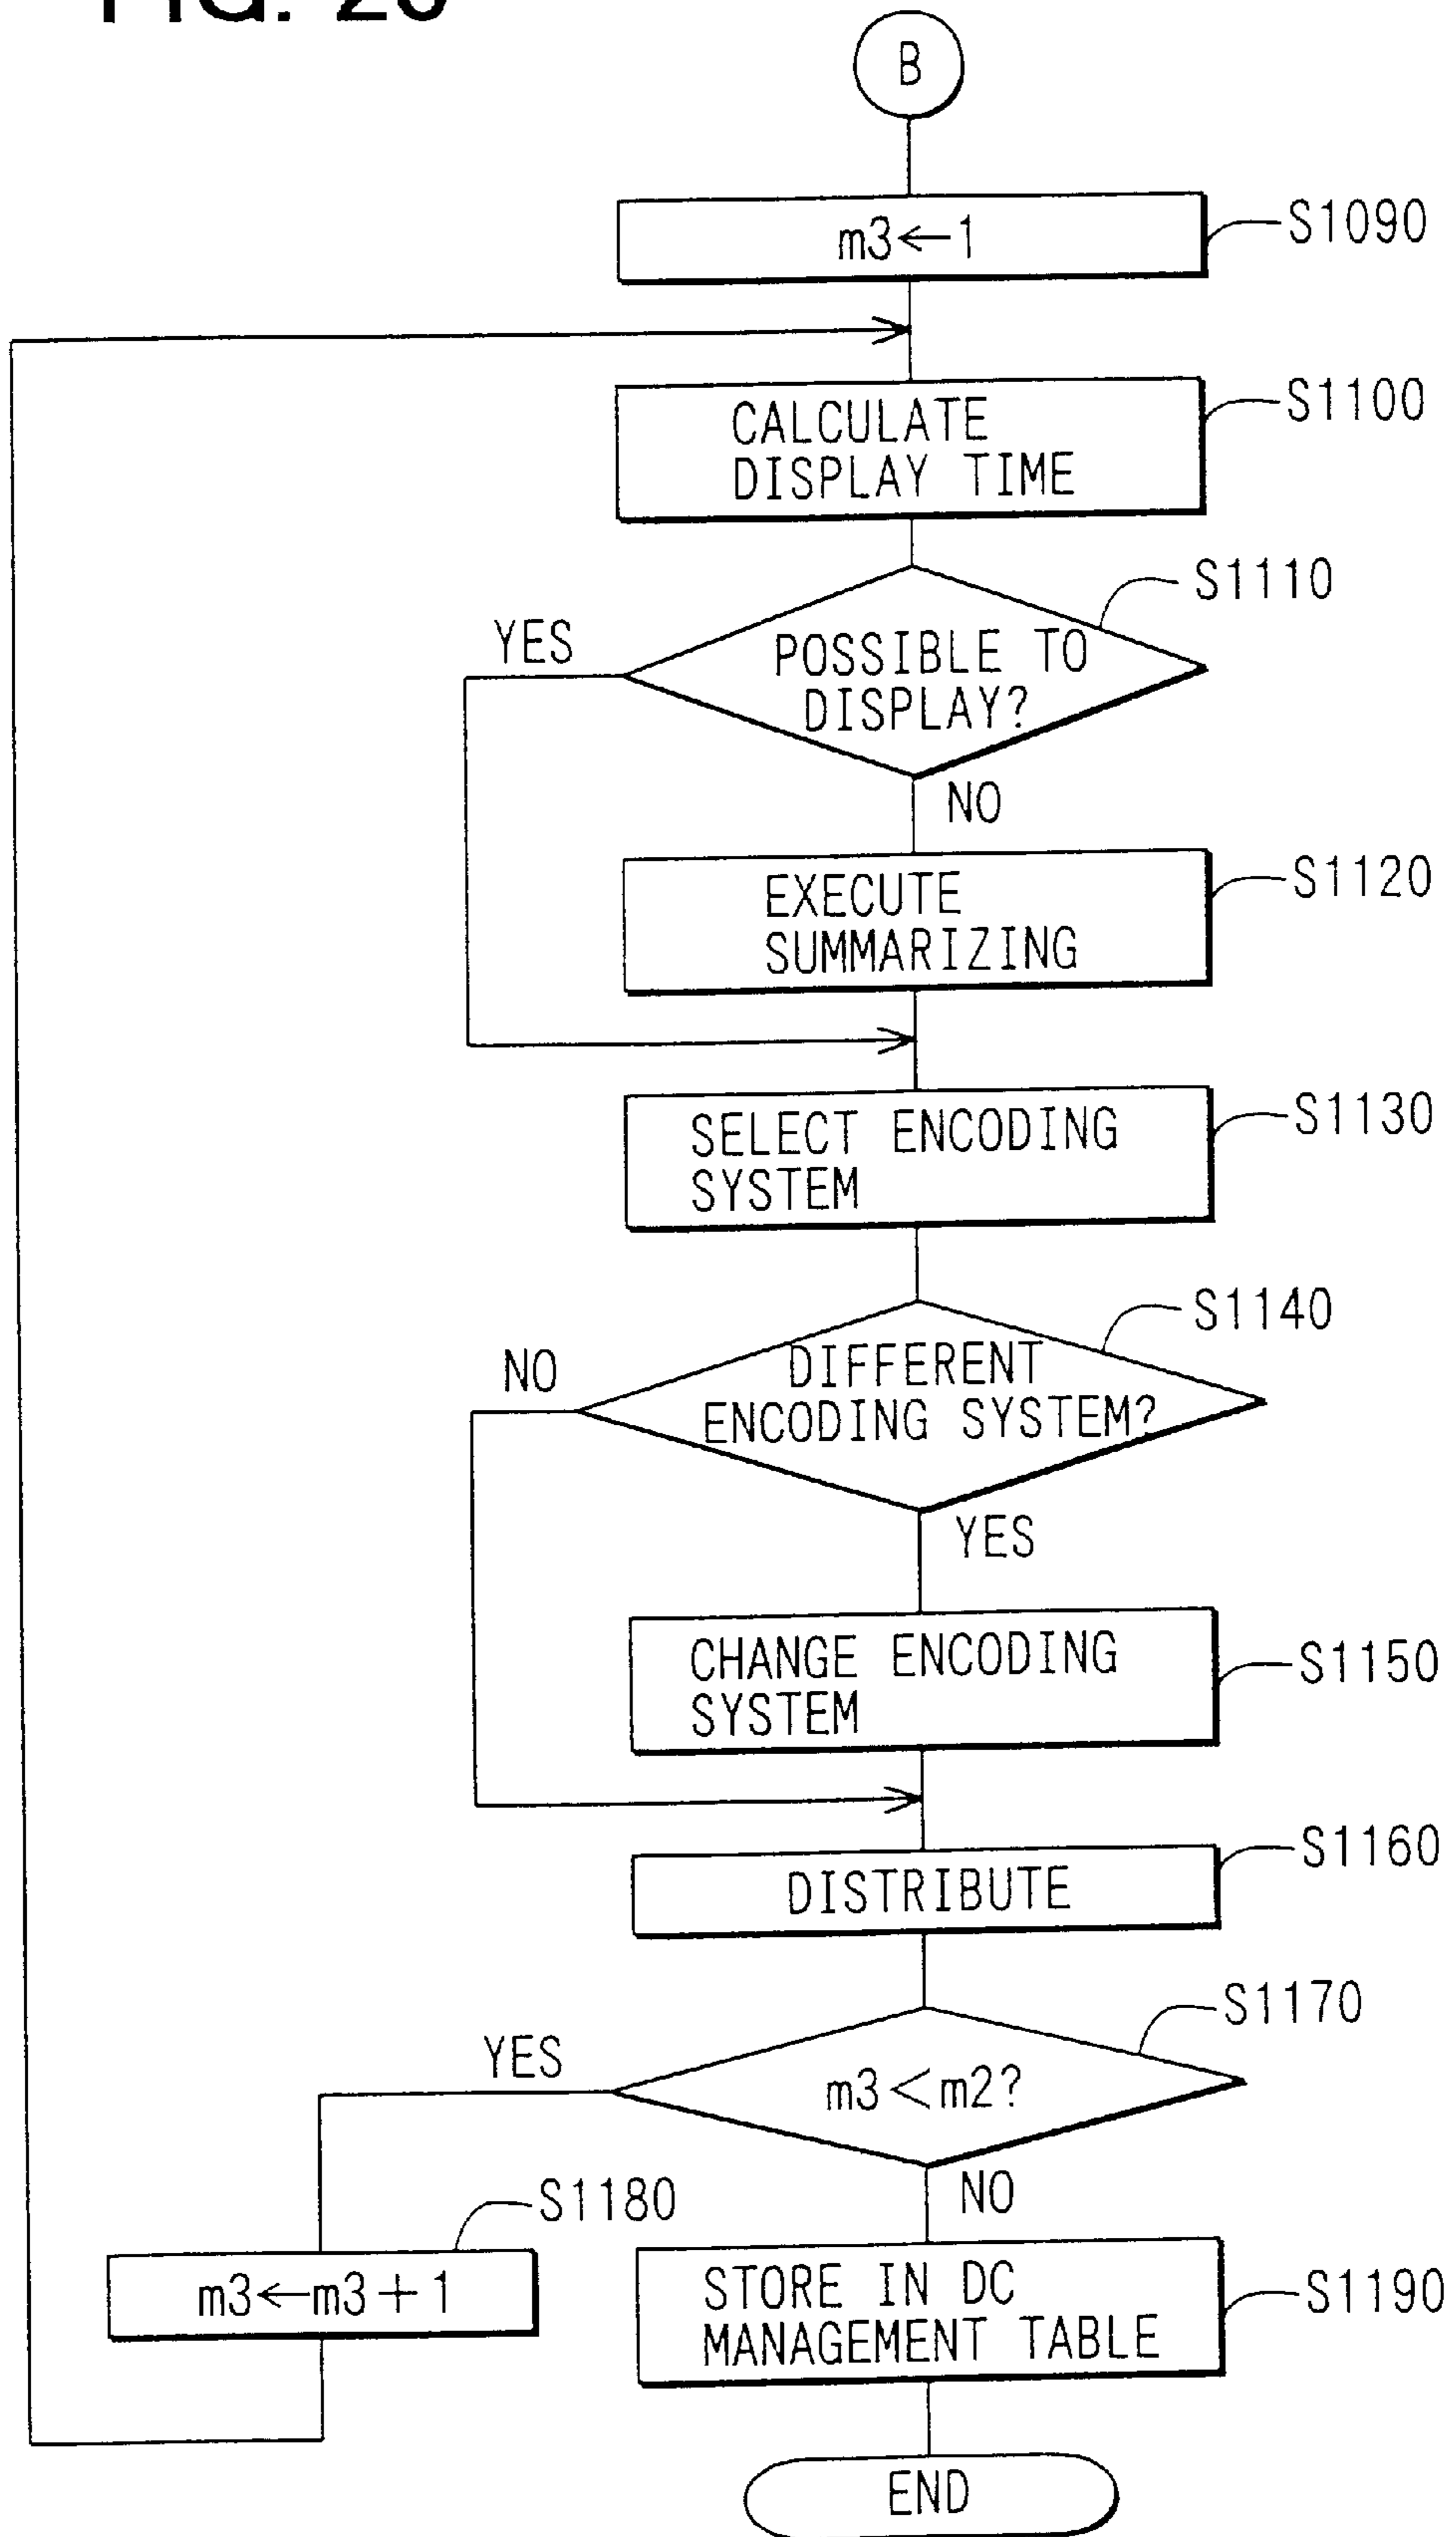 B
m3←1
S1090
CALCULATE
DISPLAY TIME
S1100
S1110
YES
POSSIBLE TO
DISPLAY?
NO
EXECUTE
SUMMARIZING
S1120
SELECT ENCODING
SYSTEM
S1130
S1140
NO
DIFFERENT
ENCODING SYSTEM?
YES
CHANGE ENCODING
SYSTEM
S1150
DISTRIBUTE
S1160
S1170
YES
m3<m2?
NO
S1180
m3←m3+1
STORE IN DC
MANAGEMENT TABLE
S1190
END